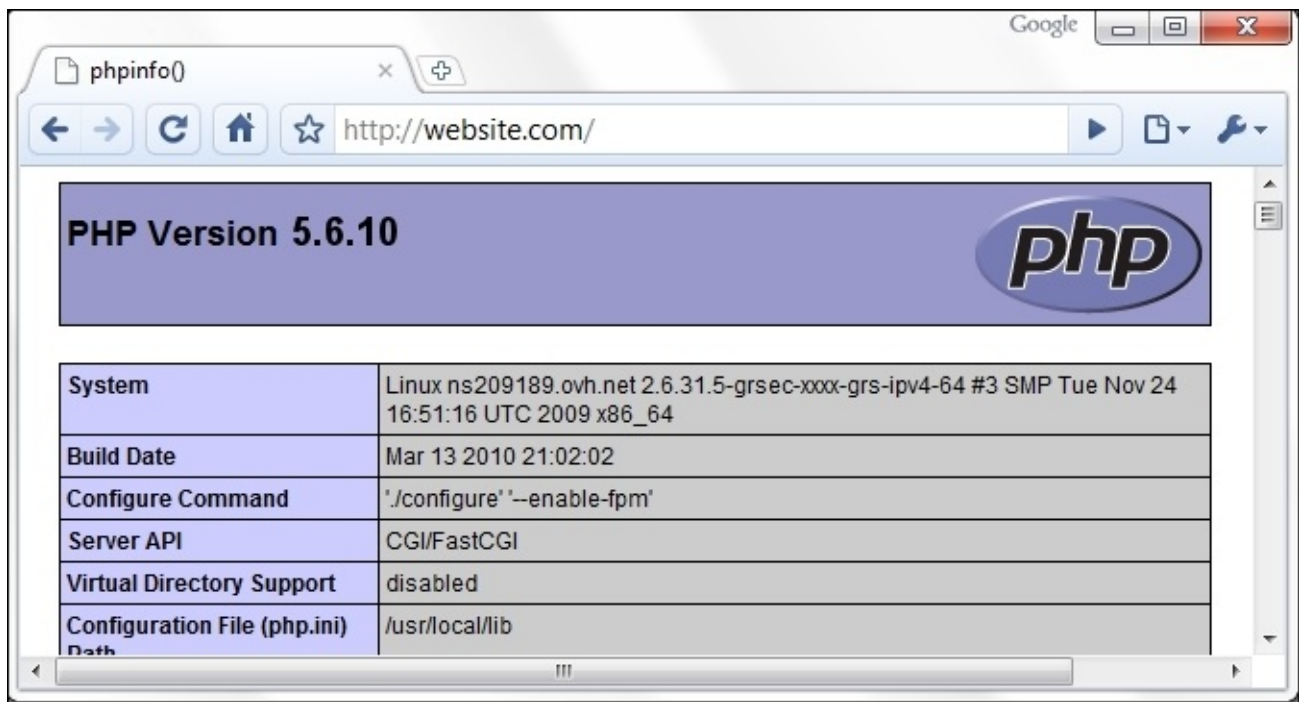 Google
phpinfo()
http://website.com/
PHP Version 5.6.10
php
System
Linux ns209189.ovh.net 2.6.31.5-grsec-xxxx-grs-ipv4-64 #3 SMP Tue Nov 24
16:51:16 UTC 2009 x86_64
Build Date
Mar 13 2010 21:02:02
Configure Command
'./configure' '--enable-fpm'
Server API
CGI/FastCGI
Virtual Directory Support
disabled
Configuration File (php.ini)
Path
/usr/local/lib